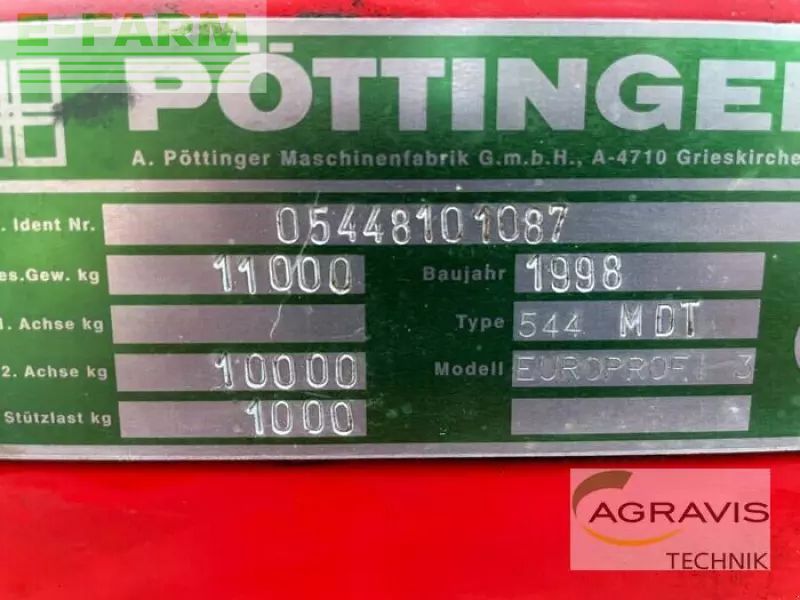 E-FARM
PÖTTINGER
A. Pöttinger Maschinenfabrik G.m.b.H., A-4710 Grieskirche
. Ident Nr. 05448101087
es.Gew. kg 11000 Baujahr 1998
1. Achse kg Type 544 MDT
2. Achse kg 10000 Modell EUROPROFI 3
Stützlast kg 1000
AGRAVIS
TECHNIK